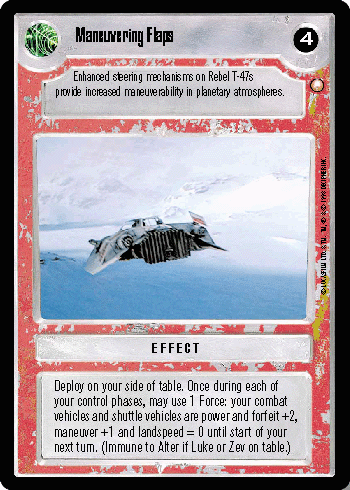 Maneuvering Flaps
4
Enhanced steering mechanisms on Rebel T-47s
provide increased maneuverability in planetary atmospheres.
EFFECT
Deploy on your side of table. Once during each of
your control phases, may use 1 Force: your combat
vehicles and shuttle vehicles are power and forfeit +2,
maneuver +1 and landspeed = 0 until start of your
next turn. (Immune to Alter if Luke or Zev on table.)